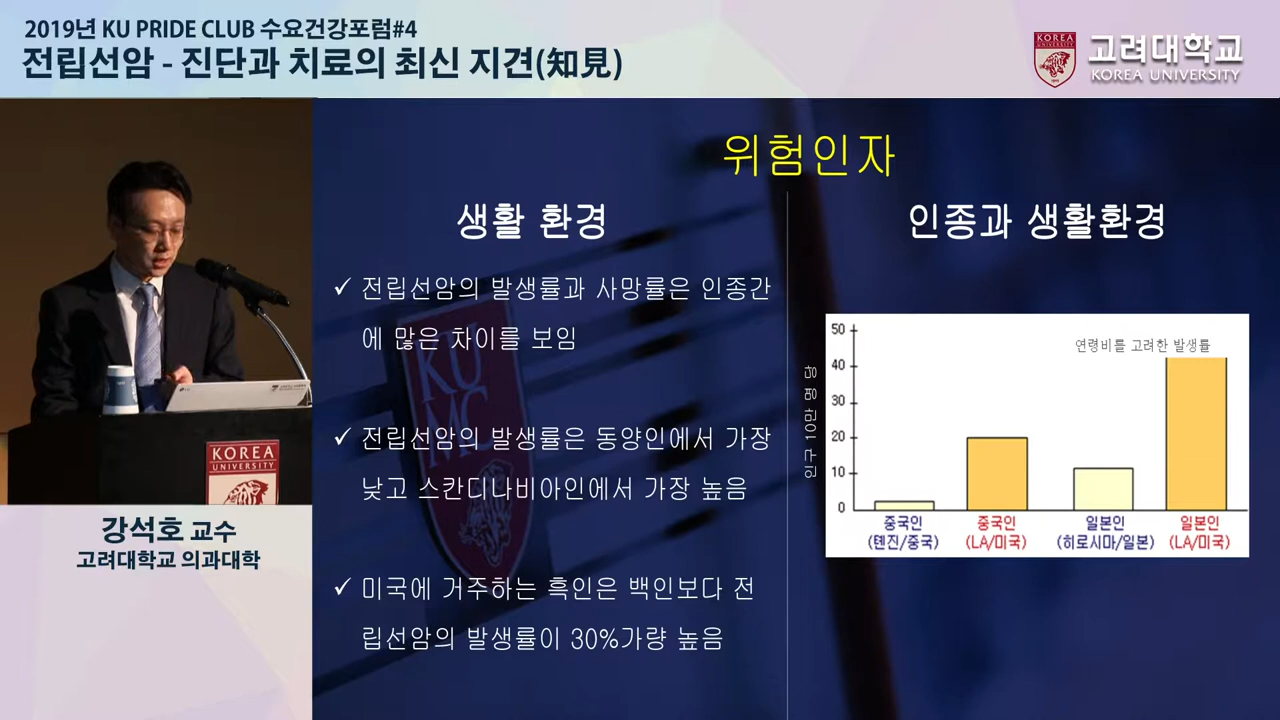 2019년 KU PRIDE CLUB 수요건강포럼#4
전립선암 - 진단과 치료의 최신 지견(知見)
KOREA
고려대학교
KOREA UNIVERSITY
위험인자
생활 환경
✓ 전립선암의 발생률과 사망률은 인종간
에 많은 차이를 보임
✓ 전립선암의 발생률은 동양인에서 가장
낮고 스칸디나비아인에서 가장 높음
✓ 미국에 거주하는 흑인은 백인보다 전
립선암의 발생률이 30%가량 높음
KU
MC
인종과 생활환경
연령비를 고려한 발생률
인구 10만 명 당
50
40
30
20
10
0
중국인
(톈진/중국)
중국인
(LA/미국)
일본인
(히로시마/일본)
일본인
(LA/미국)
KOREA
UNIVERSITY
강석호 교수
고려대학교 의과대학